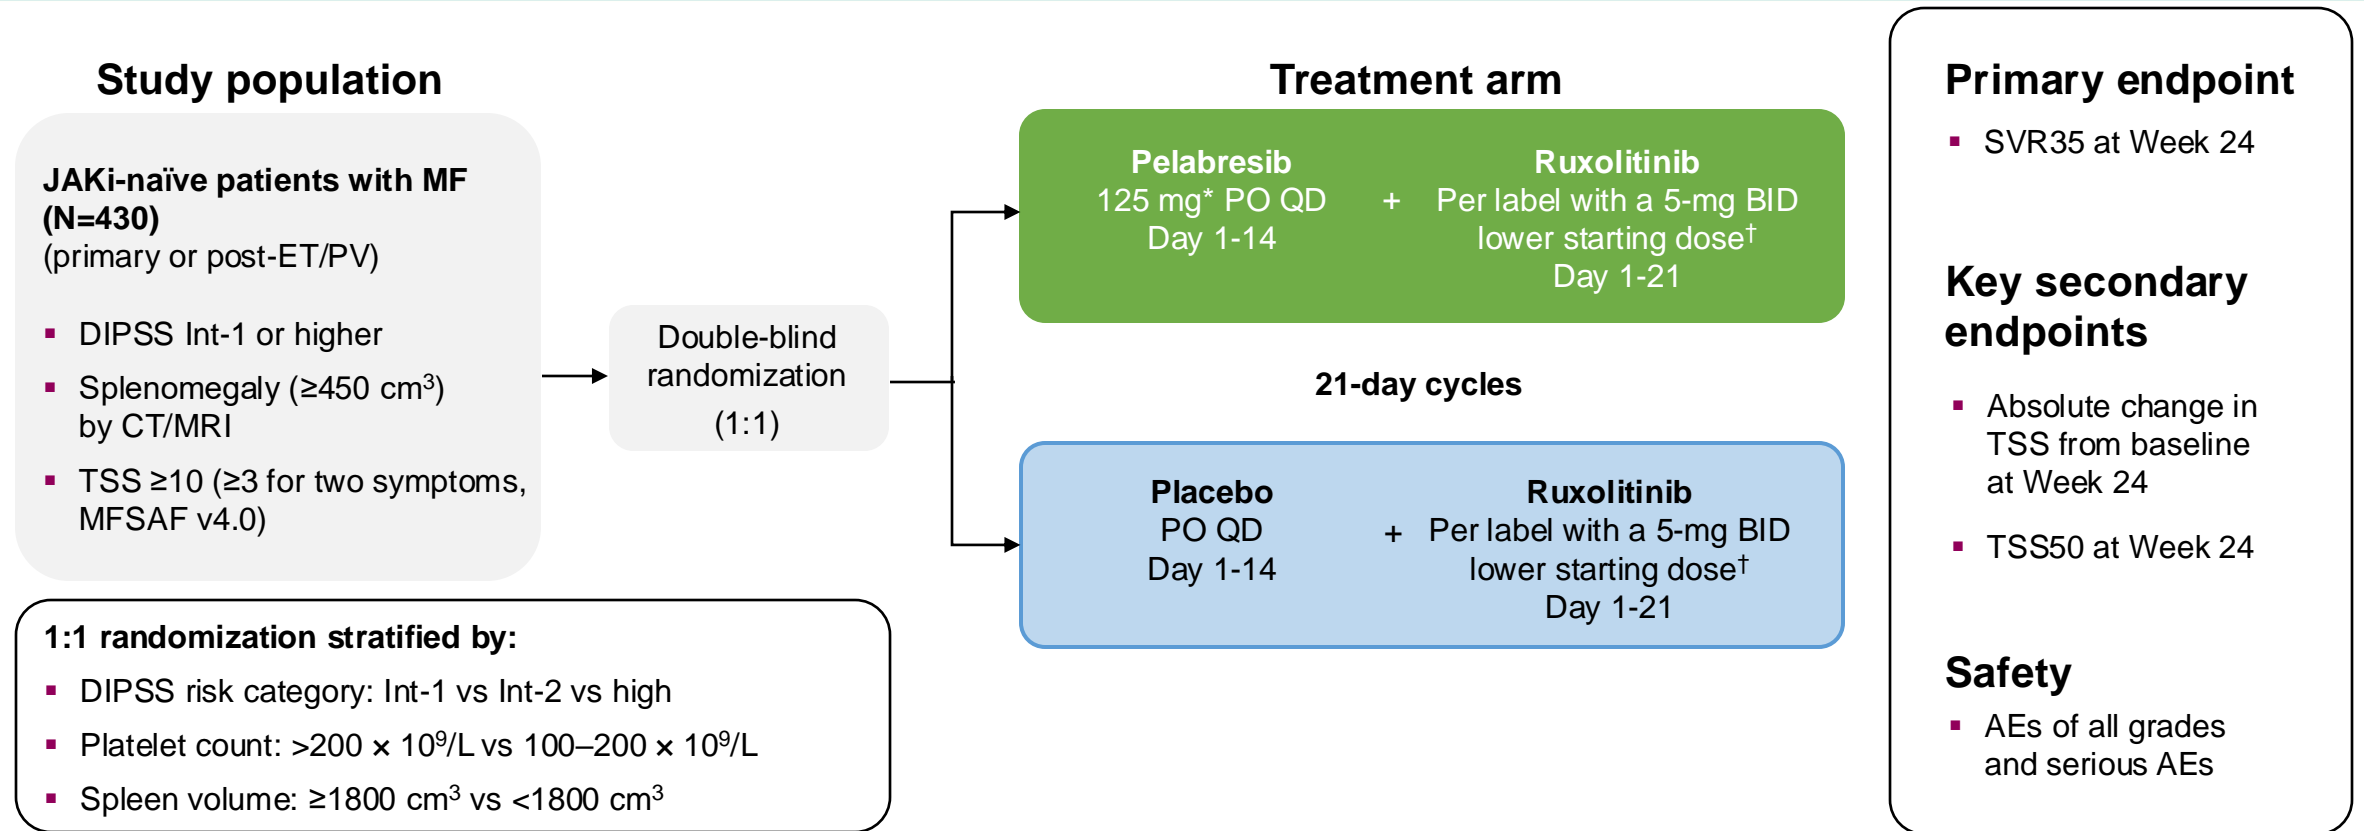 Study population
JAKi-naïve patients with MF
(N=430)
(primary or post-ET/PV)
▪ DIPSS Int-1 or higher
▪ Splenomegaly (≥450 cm³)
by CT/MRI
▪ TSS ≥10 (≥3 for two symptoms,
MFSAF v4.0)
1:1 randomization stratified by:
▪ DIPSS risk category: Int-1 vs Int-2 vs high
▪ Platelet count: >200 × 10⁹/L vs 100–200 × 10⁹/L
▪ Spleen volume: ≥1800 cm³ vs <1800 cm³
Double-blind
randomization
(1:1)
Treatment arm
Pelabresib
125 mg* PO QD
Day 1-14
+
Ruxolitinib
Per label with a 5-mg BID
lower starting dose†
Day 1-21
21-day cycles
Placebo
PO QD
Day 1-14
+
Ruxolitinib
Per label with a 5-mg BID
lower starting dose†
Day 1-21
Primary endpoint
▪ SVR35 at Week 24
Key secondary
endpoints
▪ Absolute change in
TSS from baseline
at Week 24
▪ TSS50 at Week 24
Safety
▪ AEs of all grades
and serious AEs